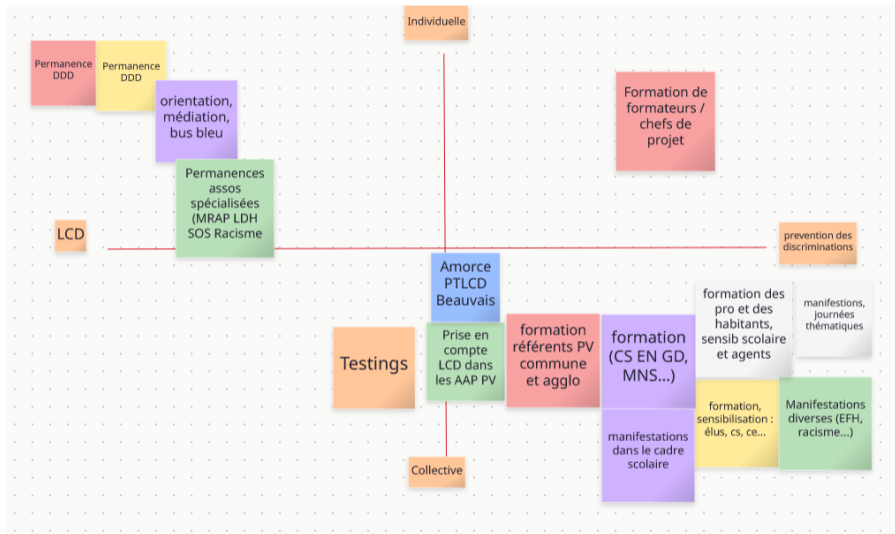 Individuelle
Permanence
DDD
Permanence
DDD
orientation,
médiation,
bus bleu
Formation de
formateurs /
chefs de
projet
Permanences
assos
spécialisées
(MRAP LDH
SOS Racisme
LCD
prevention des
discriminations
Amorce
PTLCD
Beauvais
Testings
Prise en
compte
LCD dans
les AAP PV
formation
référents PV
commune
et agglo
formation
(CS EN GD,
MNS...)
formation des
pro et des
habitants,
sensib scolaire
et agents
manifestions,
journées
thématiques
manifestations
dans le cadre
scolaire
formation,
sensibilisation :
élus, cs, ce...
Manifestations
diverses (EFH,
racisme...)
Collective